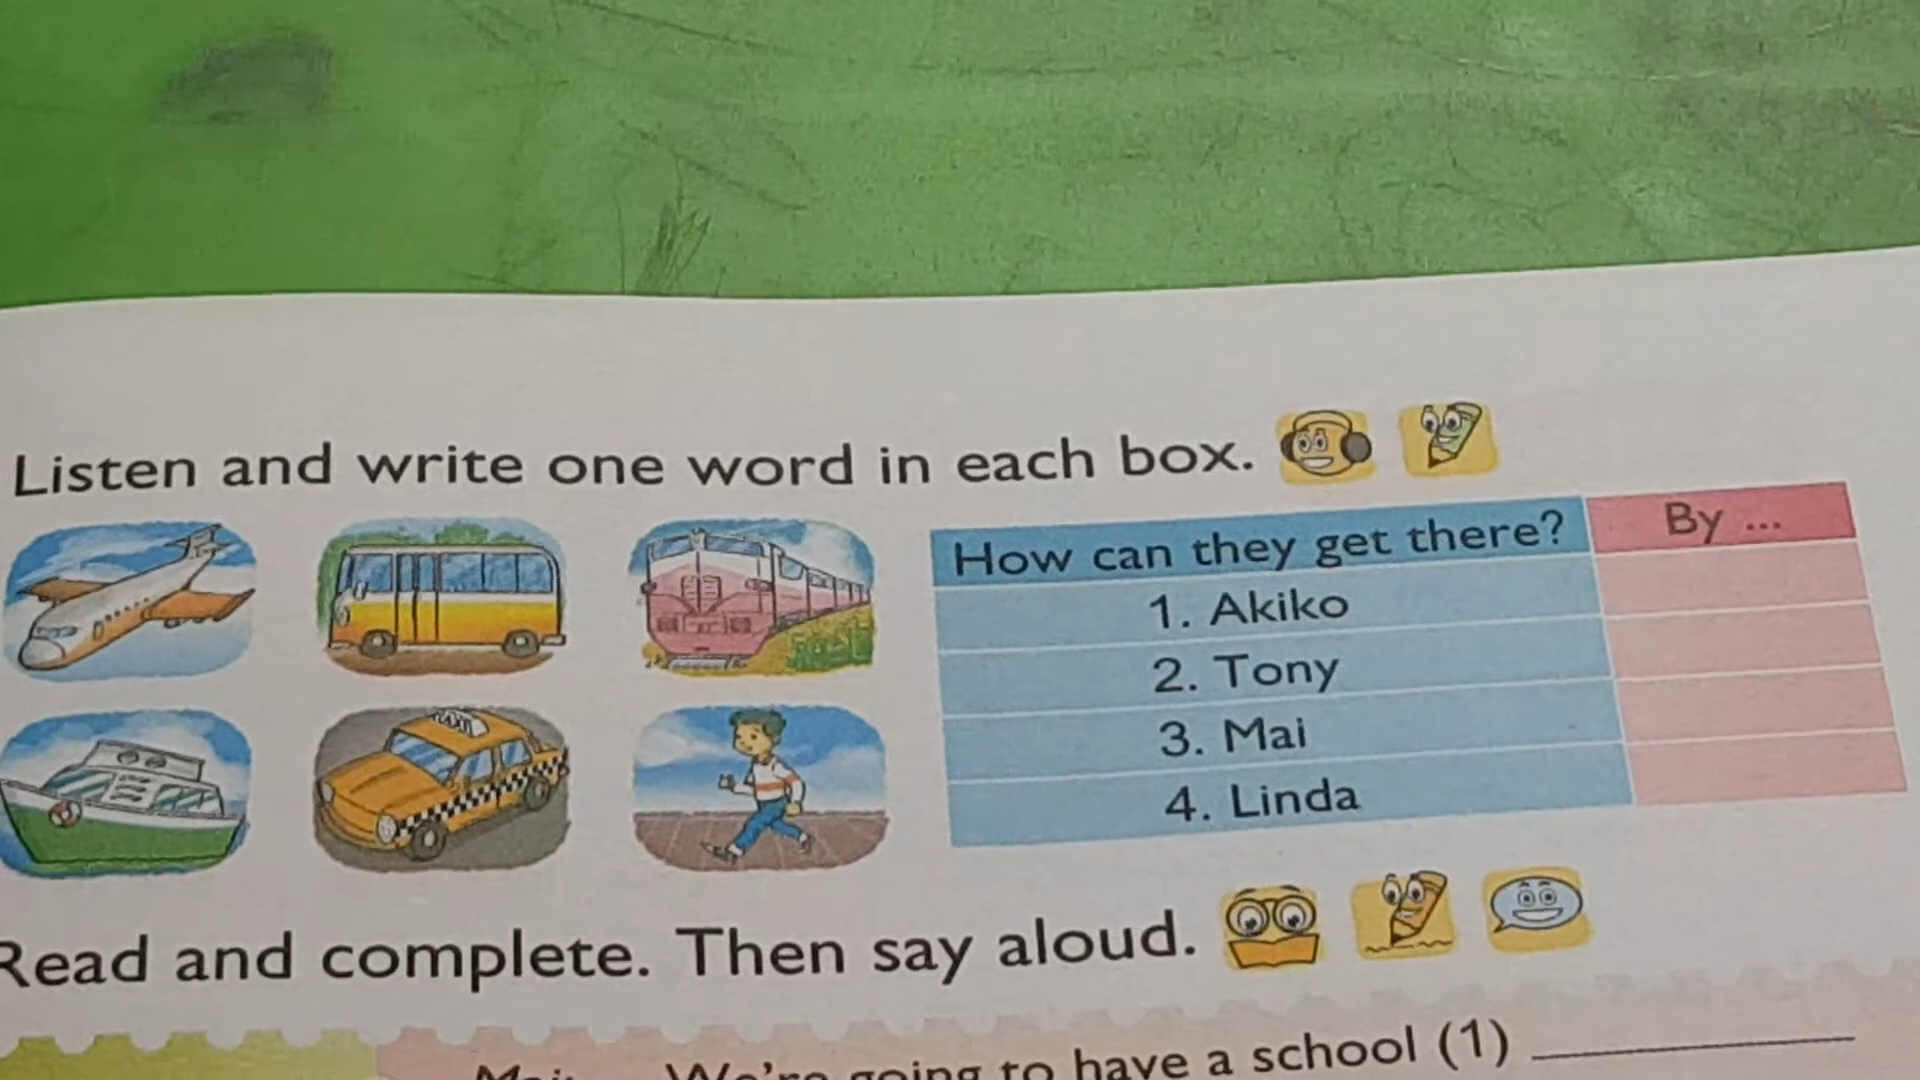 Listen and write one word in each box.
How can they get there? By ...
1. Akiko
2. Tony
3. Mai
4. Linda
TAXI
Read and complete. Then say aloud.
Mai: We're going to have a school (1)